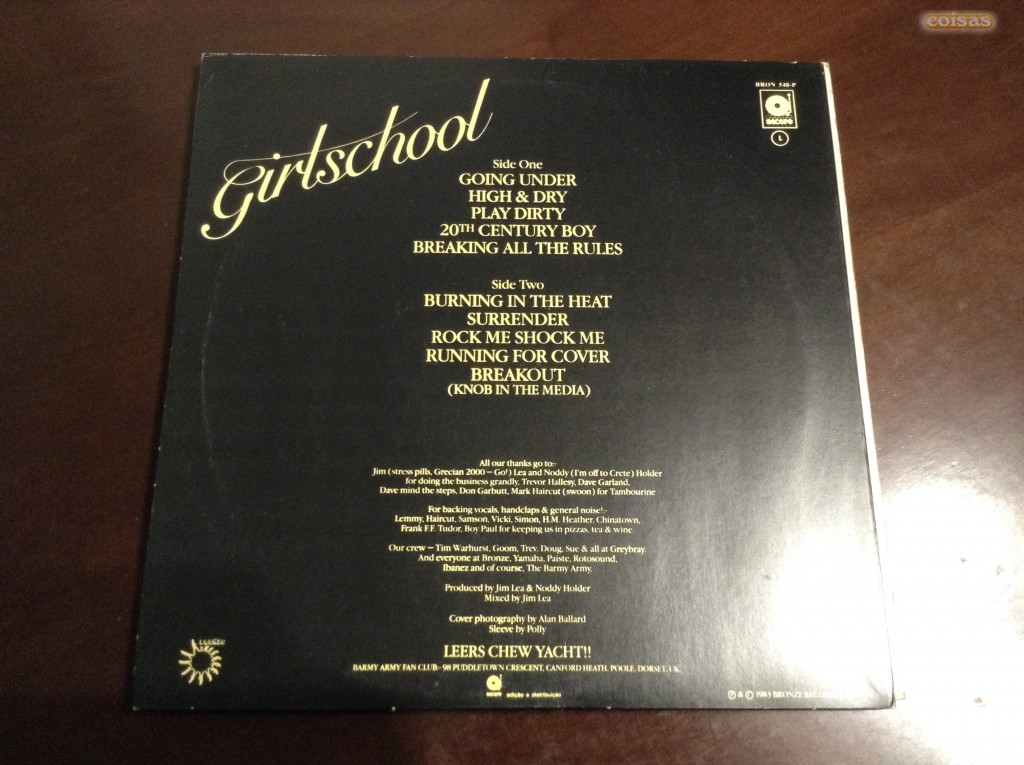 coisas
BRON 548-P
nacaro
L
Girlschool
Side One
GOING UNDER
HIGH & DRY
PLAY DIRTY
20TH CENTURY BOY
BREAKING ALL THE RULES
Side Two
BURNING IN THE HEAT
SURRENDER
ROCK ME SHOCK ME
RUNNING FOR COVER
BREAKOUT
(KNOB IN THE MEDIA)
All our thanks go to:-
Jim (stress pills, Grecian 2000 – Go!) Lea and Noddy (I'm off to Crete) Holder
for doing the business grandly, Trevor Hallesy, Dave Garland,
Dave mind the steps, Don Garbutt, Mark Haircut (swoon) for Tambourine
For backing vocals, handclaps & general noise!:-
Lemmy, Haircut, Samson, Vicki, Simon, H.M. Heather, Chinatown,
Frank F.F. Tudor, Boy Paul for keeping us in pizzas, tea & wine.
Our crew – Tim Warhurst, Goom, Trev, Doug, Sue & all at Greybray.
And everyone at Bronze, Yamaha, Paiste, Rotosound,
Ibanez and of course, The Barmy Army.
Produced by Jim Lea & Noddy Holder
Mixed by Jim Lea
Cover photography by Alan Ballard
Sleeve by Polly
LEERS CHEW YACHT!!
BARMY ARMY FAN CLUB:- 98 PUDDLETOWN CRESCENT, CANFORD HEATH, POOLE, DORSET, UK.
BRONZE
nacaro edição e distribuição
℗ & © 1983 BRONZE